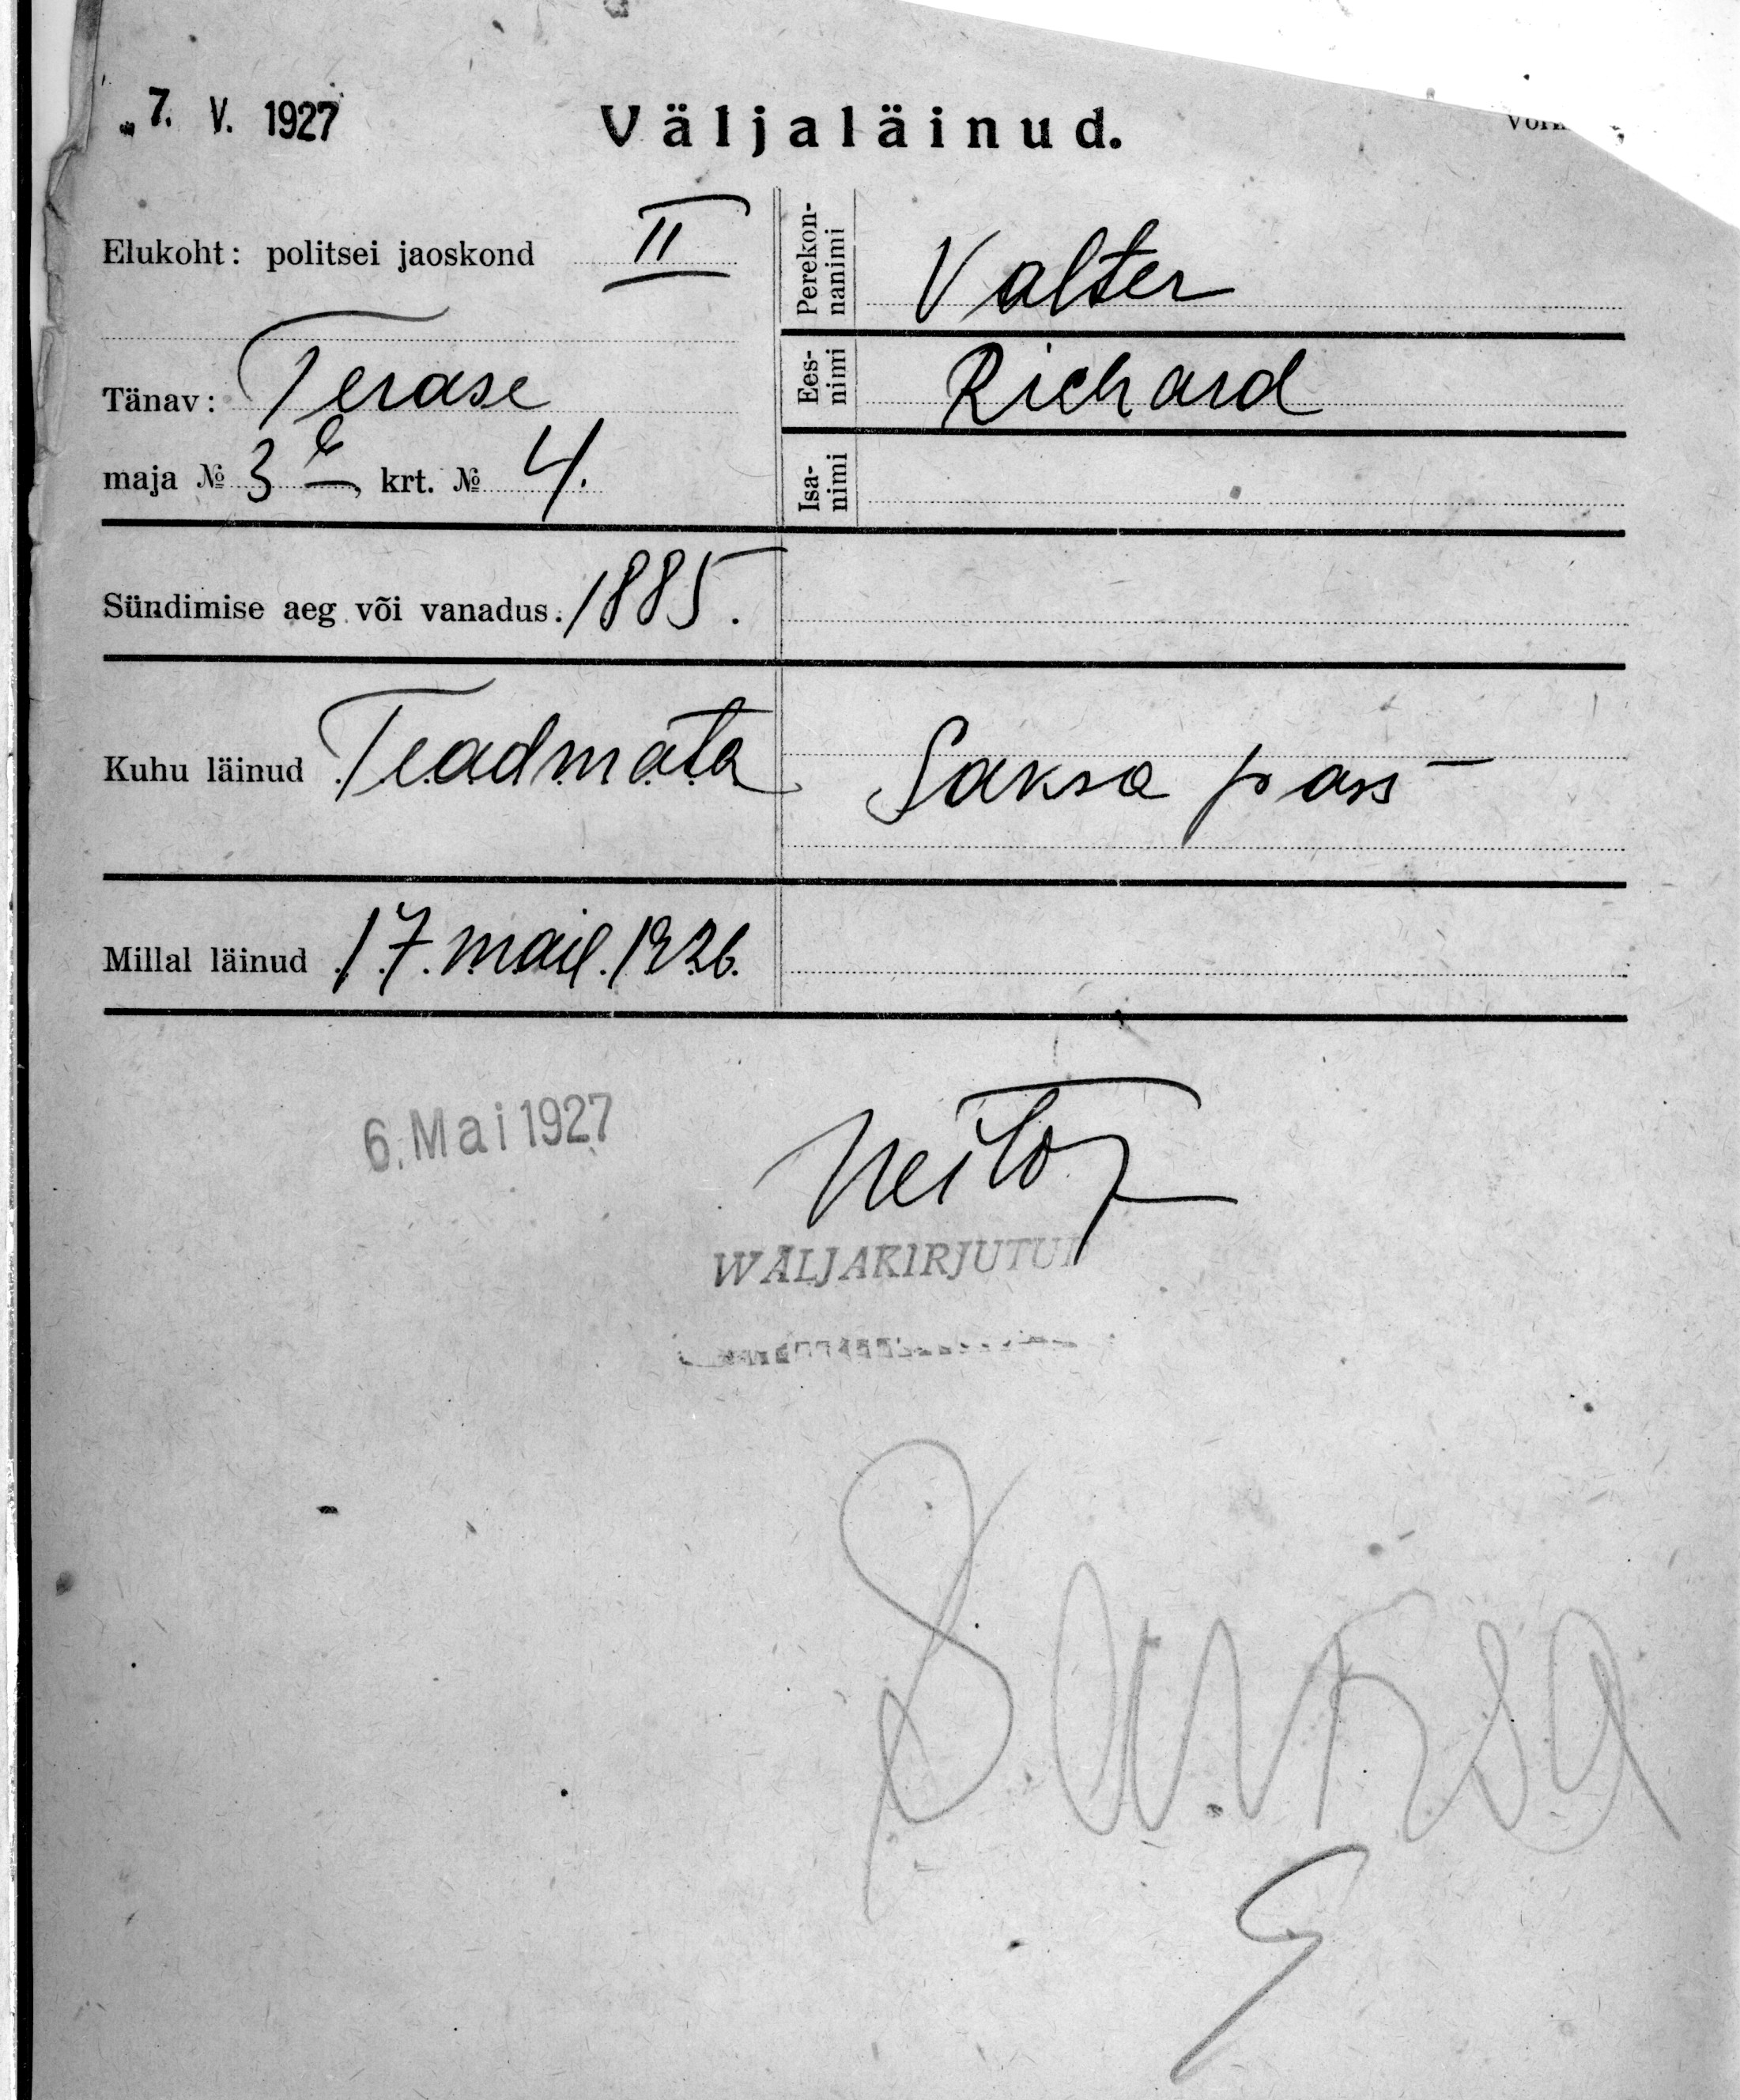 7. V. 1927
Väljaläinud.
Elukoht: politsei jaoskond II
Tänav: Terase
maja № 3 krt. № 4.
Perekon-
nanimi
Valter
Ees-
nimi
Richard
Isa-
nimi
Sündimise aeg või vanadus. 1885.
Kuhu läinud Teadmata
Saksa pass
Millal läinud 17. mail. 1926.
6. Mai 1927
WÄLJAKIRJUTUD
Saksa